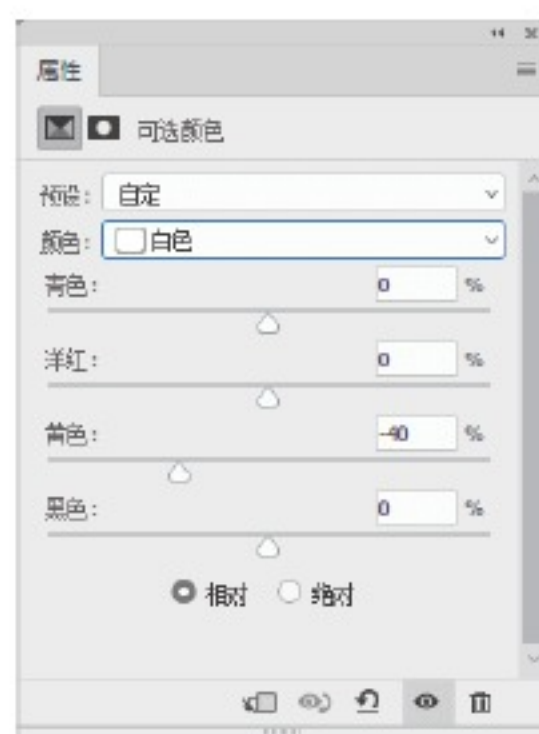 属性
可选颜色
预设： 自定
颜色： 白色
青色： 0 %
洋红： 0 %
黄色： -40 %
黑色： 0 %
相对 绝对